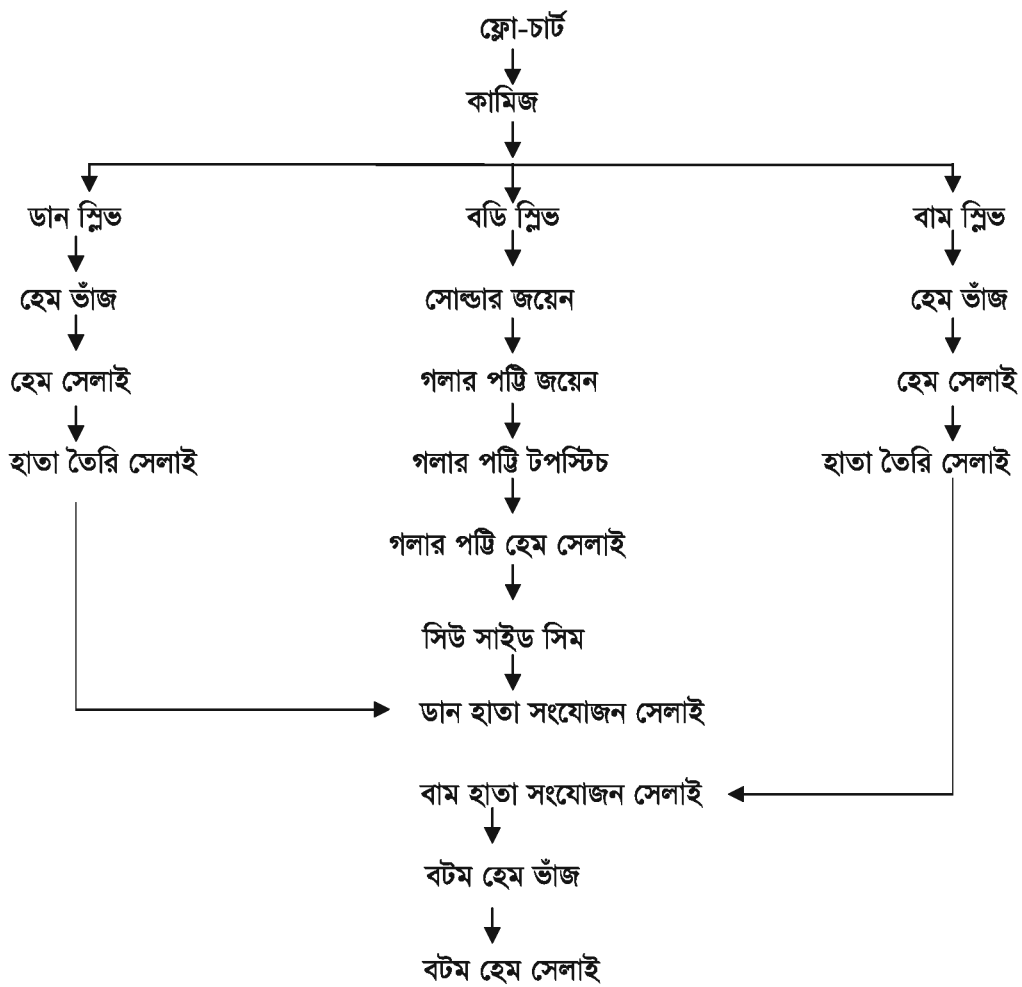 ফ্লো-চার্ট
কামিজ
ডান স্লিভ বডি স্লিভ বাম স্লিভ
হেম ভাঁজ সোল্ডার জয়েন হেম ভাঁজ
হেম সেলাই গলার পট্টি জয়েন হেম সেলাই
হাতা তৈরি সেলাই গলার পট্টি টপস্টিচ হাতা তৈরি সেলাই
গলার পট্টি হেম সেলাই
সিউ সাইড সিম
ডান হাতা সংযোজন সেলাই
বাম হাতা সংযোজন সেলাই
বটম হেম ভাঁজ
বটম হেম সেলাই